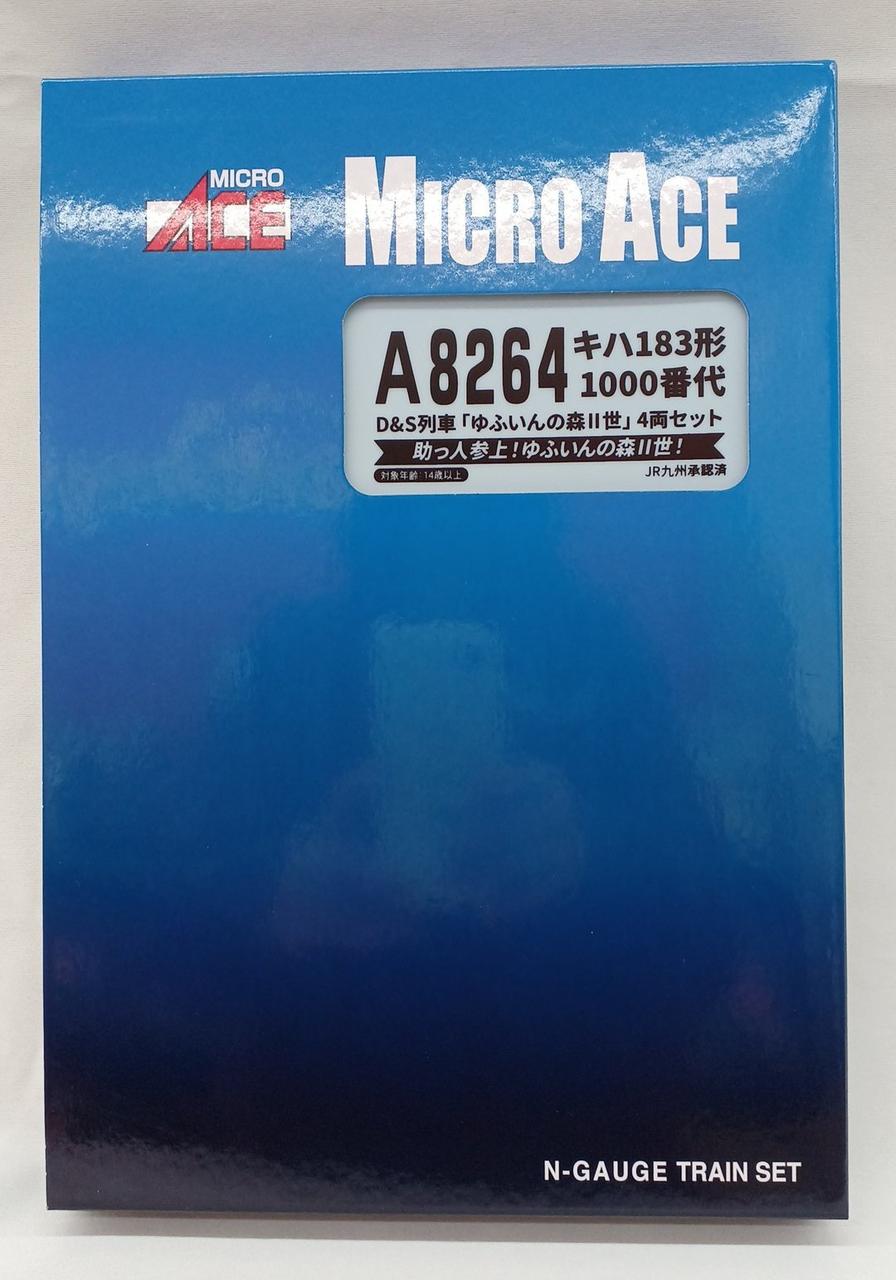 MICRO
ACE
MICRO ACE
A8264 キハ183形
1000番代
D&S列車「ゆふいんの森II世」4両セット
助っ人参上!ゆふいんの森II世!
対象年齢:14歳以上
JR九州承認済
N-GAUGE TRAIN SET